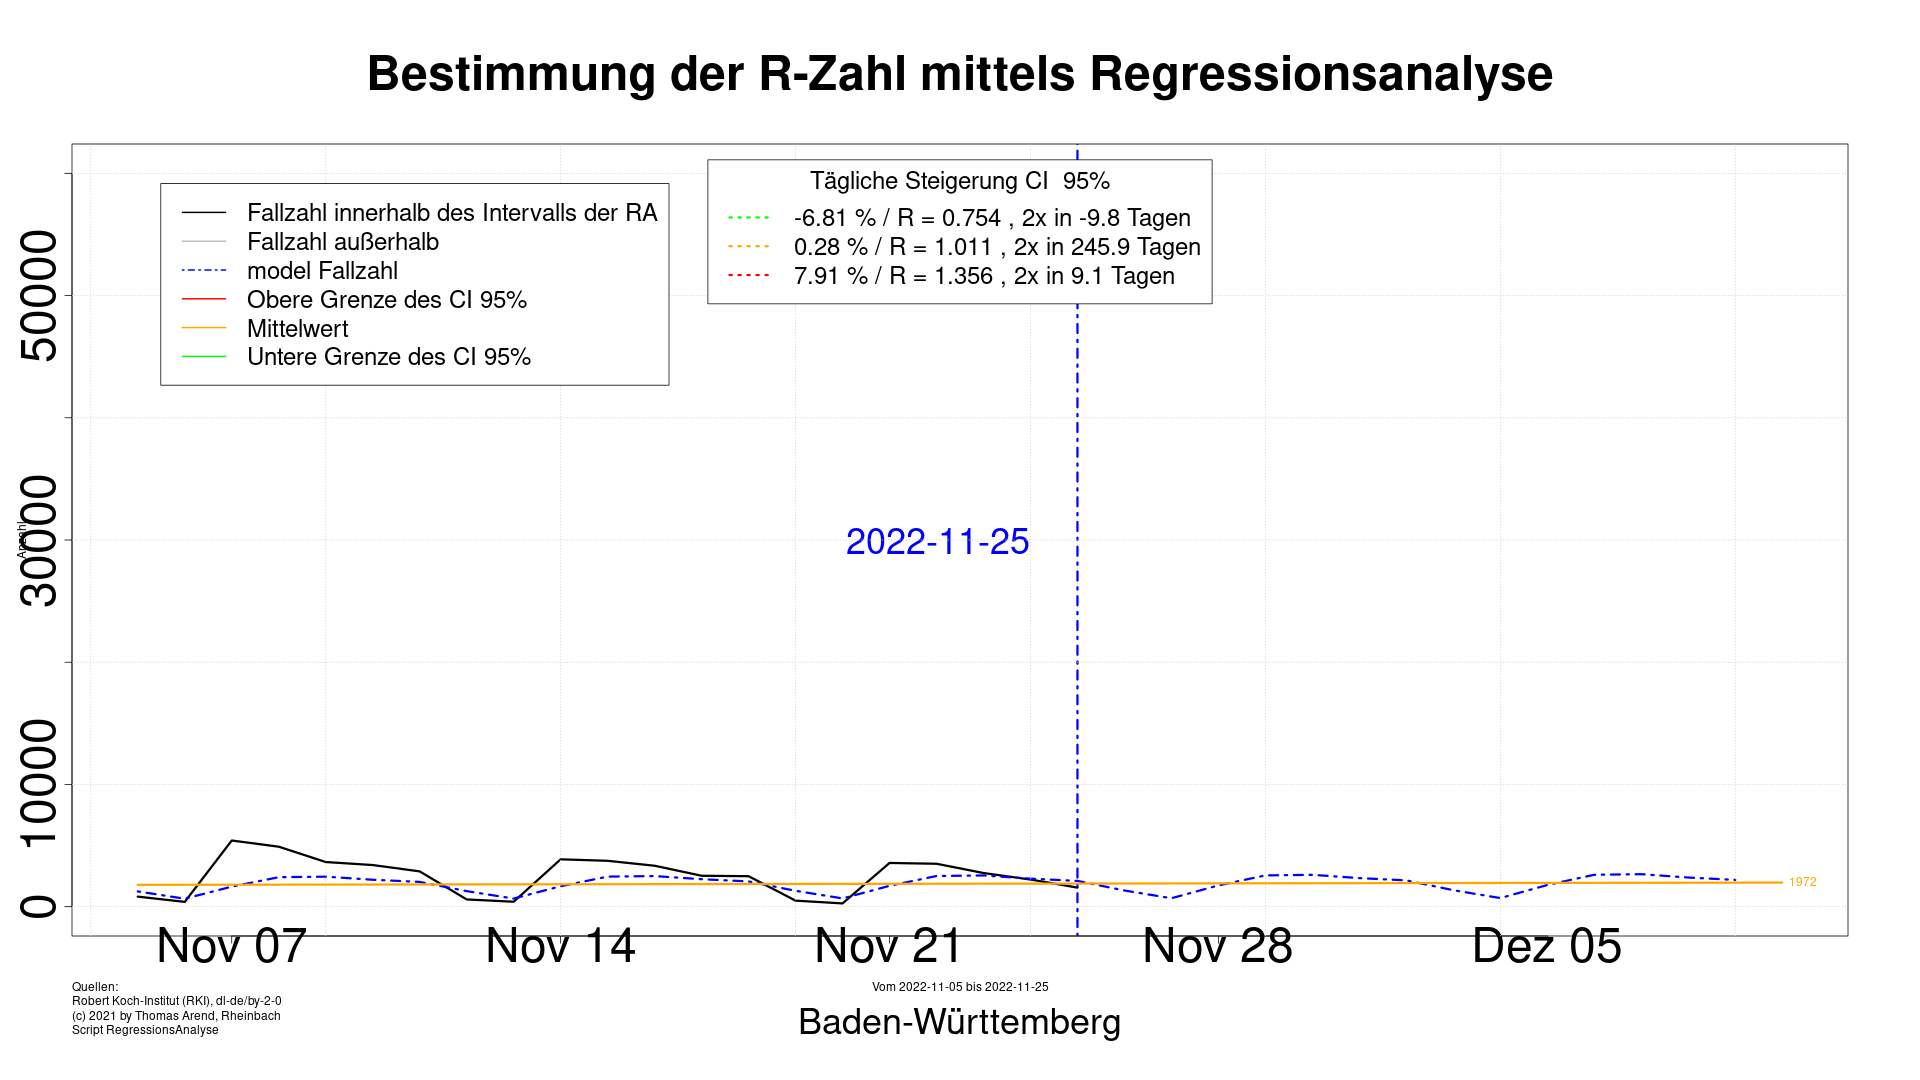 Bestimmung der R-Zahl mittels Regressionsanalyse
Fallzahl innerhalb des Intervalls der RA
Fallzahl außerhalb
model Fallzahl
Obere Grenze des CI 95%
Mittelwert
Untere Grenze des CI 95%
Tägliche Steigerung CI  95%
-6.81 % / R = 0.754 , 2x in -9.8 Tagen
0.28 % / R = 1.011 , 2x in 245.9 Tagen
7.91 % / R = 1.356 , 2x in 9.1 Tagen
50000
30000
10000
0
Anzahl
2022-11-25
1972
Nov 07
Nov 14
Nov 21
Nov 28
Dez 05
Quellen:
Robert Koch-Institut (RKI), dl-de/by-2-0
(c) 2021 by Thomas Arend, Rheinbach
Script RegressionsAnalyse
Vom 2022-11-05 bis 2022-11-25
Baden-Württemberg